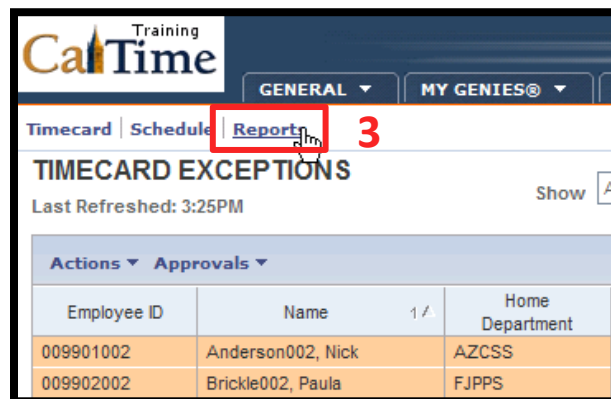 Training
CalTime
GENERAL ▼ MY GENIES® ▼
Timecard | Schedule | Reports 3
TIMECARD EXCEPTIONS
Show A
Last Refreshed: 3:25PM
Actions ▼ Approvals ▼
Employee ID Name 1 Home Department
009901002 Anderson002, Nick AZCSS
009902002 Brickle002, Paula FJPPS